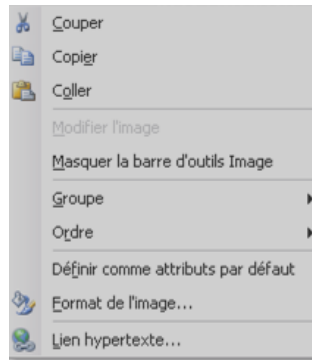 Couper
Copier
Coller
Modifier l'image
Masquer la barre d'outils Image
Groupe
Ordre
Définir comme attributs par défaut
Format de l'image...
Lien hypertexte...